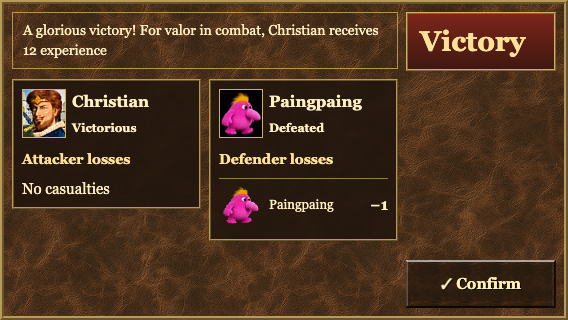 A glorious victory! For valor in combat, Christian receives
12 experience
Victory
Christian
Victorious
Attacker losses
No casualties
Paingpaing
Defeated
Defender losses
Paingpaing −1
✓ Confirm